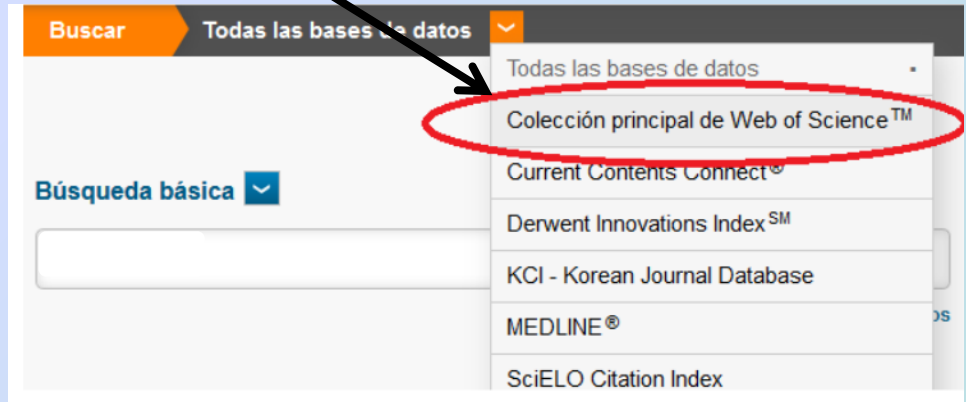 Buscar Todas las bases de datos
Todas las bases de datos
Colección principal de Web of Science™
Búsqueda básica
Current Contents Connect®
Derwent Innovations Index℠
KCI - Korean Journal Database
MEDLINE®
SciELO Citation Index